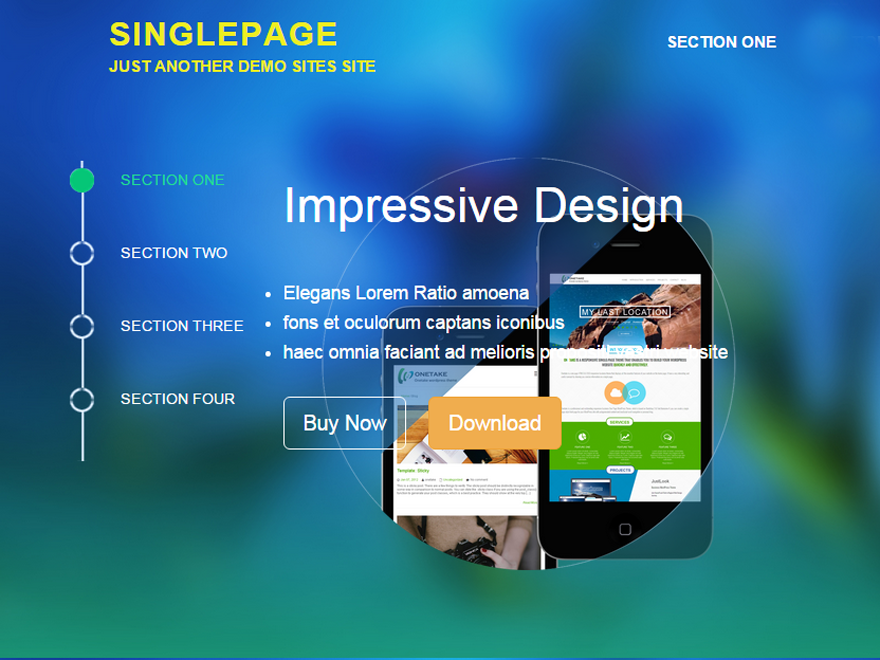 SINGLEPAGE
JUST ANOTHER DEMO SITES SITE
SECTION ONE
SECTION ONE
SECTION TWO
SECTION THREE
SECTION FOUR
Impressive Design
Elegans Lorem Ratio amoena
fons et oculorum captans iconibus
haec omnia faciant ad melioris
Buy Now
Download
MY LAST LOCATION
ONETAKE
Template: Sticky
SERVICES
PROJECTS
JustLook